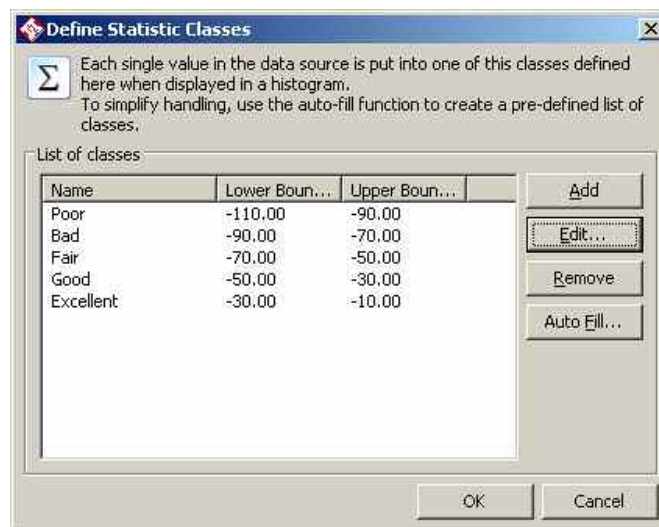 Define Statistic Classes
Each single value in the data source is put into one of this classes defined
here when displayed in a histogram.
To simplify handling, use the auto-fill function to create a pre-defined list of
classes.
List of classes
Name Lower Boun... Upper Boun...
Poor -110.00 -90.00
Bad -90.00 -70.00
Fair -70.00 -50.00
Good -50.00 -30.00
Excellent -30.00 -10.00
Add
Edit...
Remove
Auto Fill...
OK Cancel